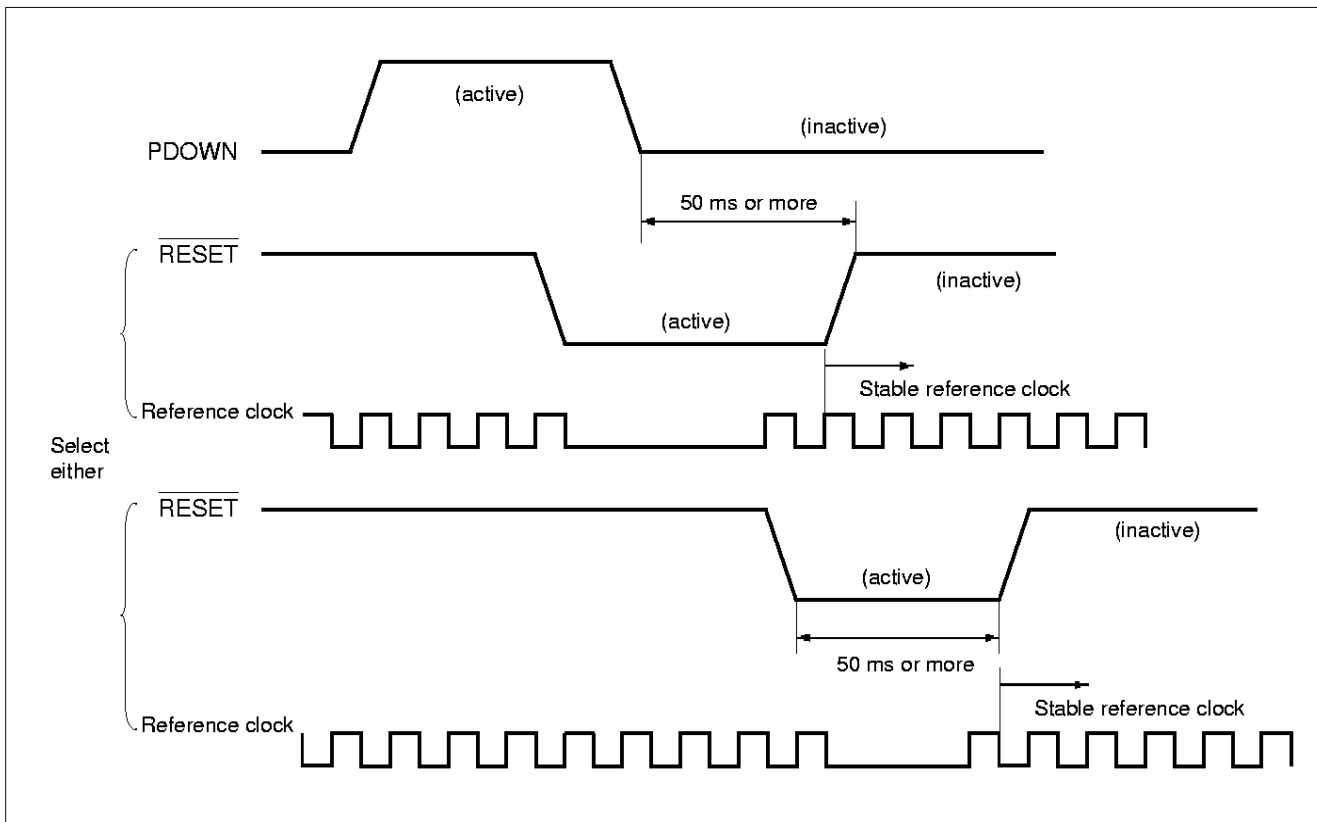 (active)
(inactive)
PDOWN
50 ms or more
RESET
(inactive)
(active)
Stable reference clock
Reference clock
Select
either
RESET
(inactive)
(active)
50 ms or more
Stable reference clock
Reference clock